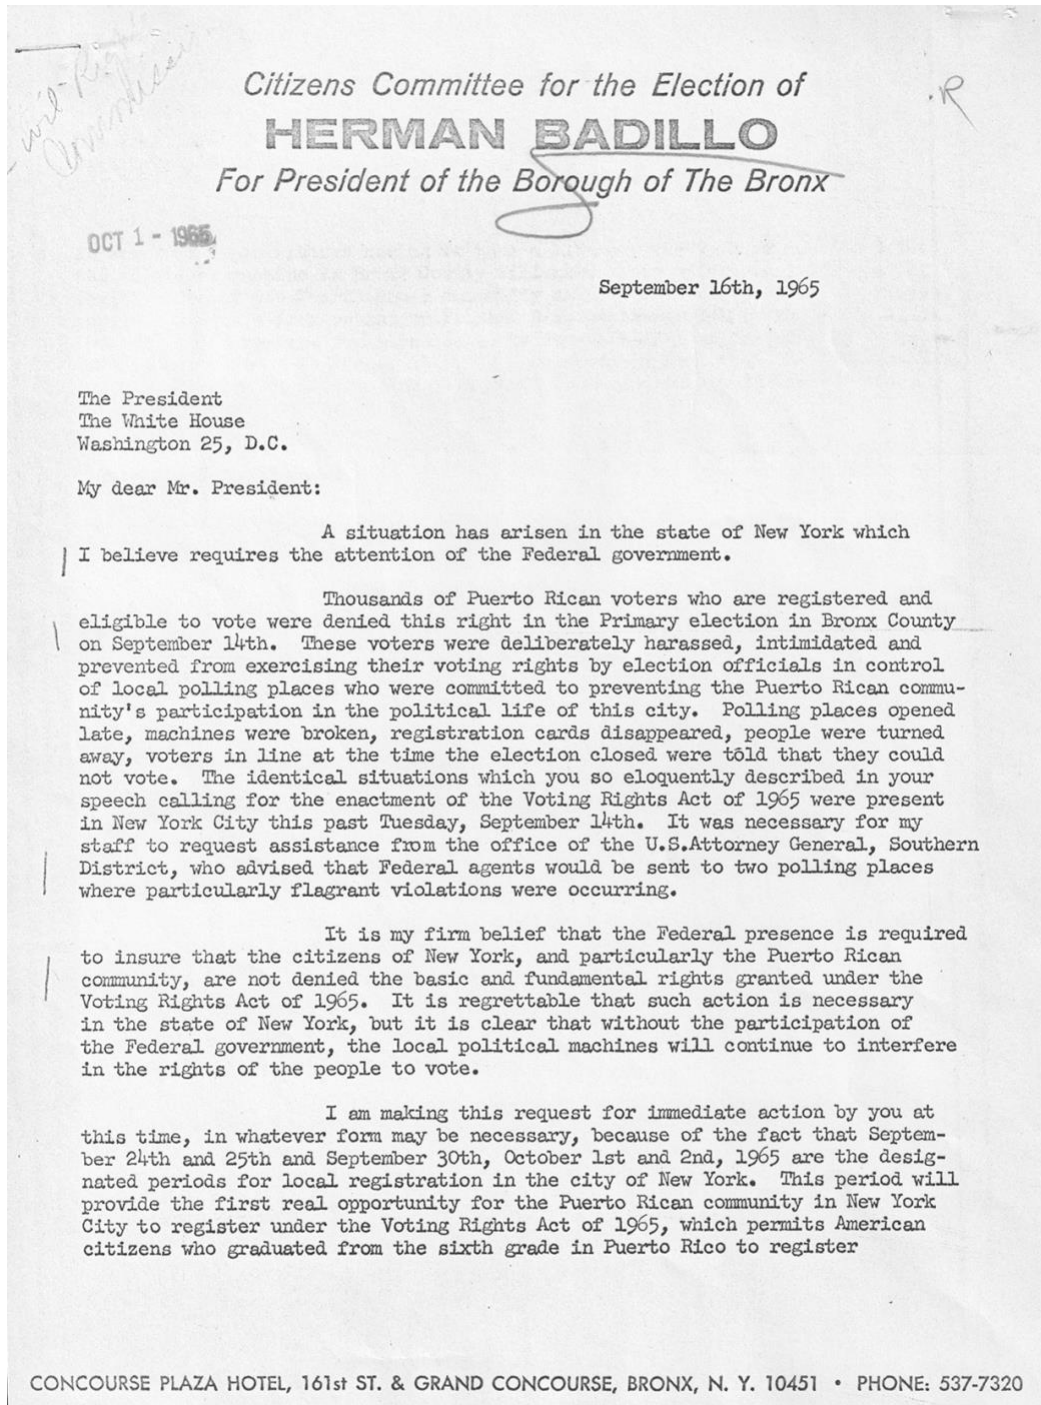 Civil-Rights
Commission
R
Citizens Committee for the Election of
HERMAN BADILLO
For President of the Borough of The Bronx
OCT 1 - 1965
September 16th, 1965
The President
The White House
Washington 25, D.C.
My dear Mr. President:
A situation has arisen in the state of New York which
I believe requires the attention of the Federal government.
Thousands of Puerto Rican voters who are registered and
eligible to vote were denied this right in the Primary election in Bronx County
on September 14th. These voters were deliberately harassed, intimidated and
prevented from exercising their voting rights by election officials in control
of local polling places who were committed to preventing the Puerto Rican commu-
nity's participation in the political life of this city. Polling places opened
late, machines were broken, registration cards disappeared, people were turned
away, voters in line at the time the election closed were told that they could
not vote. The identical situations which you so eloquently described in your
speech calling for the enactment of the Voting Rights Act of 1965 were present
in New York City this past Tuesday, September 14th. It was necessary for my
staff to request assistance from the office of the U.S.Attorney General, Southern
District, who advised that Federal agents would be sent to two polling places
where particularly flagrant violations were occurring.
It is my firm belief that the Federal presence is required
to insure that the citizens of New York, and particularly the Puerto Rican
community, are not denied the basic and fundamental rights granted under the
Voting Rights Act of 1965. It is regrettable that such action is necessary
in the state of New York, but it is clear that without the participation of
the Federal government, the local political machines will continue to interfere
in the rights of the people to vote.
I am making this request for immediate action by you at
this time, in whatever form may be necessary, because of the fact that Septem-
ber 24th and 25th and September 30th, October 1st and 2nd, 1965 are the desig-
nated periods for local registration in the city of New York. This period will
provide the first real opportunity for the Puerto Rican community in New York
City to register under the Voting Rights Act of 1965, which permits American
citizens who graduated from the sixth grade in Puerto Rico to register
CONCOURSE PLAZA HOTEL, 161st ST. & GRAND CONCOURSE, BRONX, N. Y. 10451 • PHONE: 537-7320